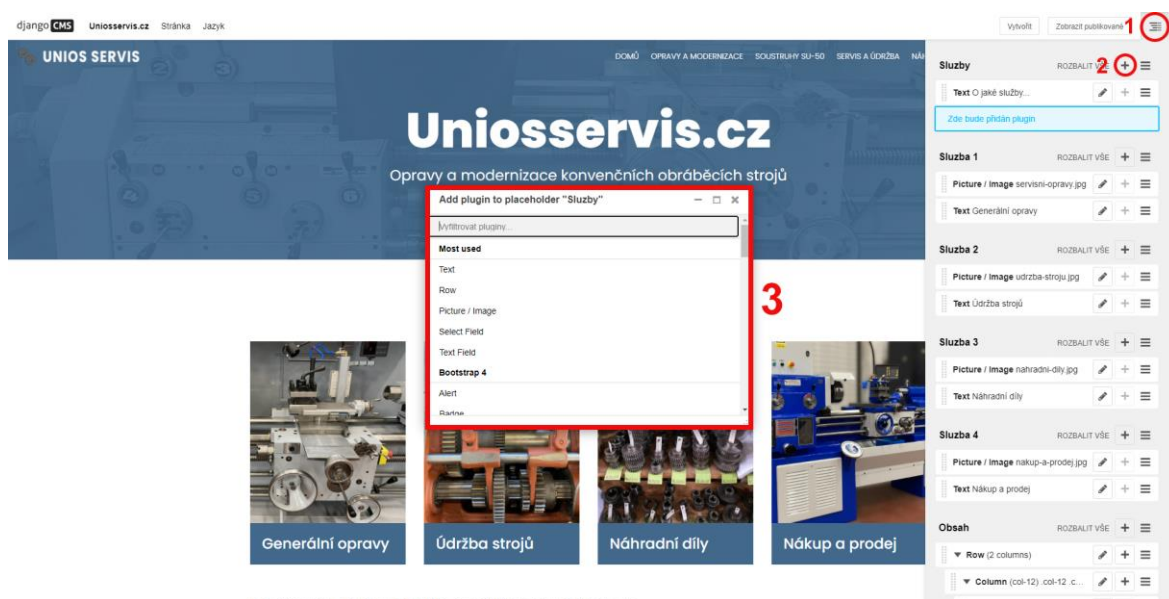 django CMS Uniosservis.cz Stránka Jazyk Vytvořit Zobrazit publikované 1
UNIOS SERVIS DOMŮ OPRAVY A MODERNIZACE SOUSTRUHY SU-50 SERVIS A ÚDRŽBA
Uniosservis.cz
Opravy a modernizace konvenčních obráběcích strojů
Add plugin to placeholder "Sluzby"
Vyfiltrovat pluginy...
Most used
Text
Row
Picture / Image
Select Field
Text Field
Bootstrap 4
Alert
Badge
3
Generální opravy Údržba strojů Náhradní díly Nákup a prodej
Sluzby ROZBALIT VŠE 2
Text O jaké služby...
Zde bude přidán plugin
Sluzba 1 ROZBALIT VŠE
Picture / Image servisni-opravy.jpg
Text Generální opravy
Sluzba 2 ROZBALIT VŠE
Picture / Image udrzba-stroju.jpg
Text Údržba strojů
Sluzba 3 ROZBALIT VŠE
Picture / Image nahradni-dily.jpg
Text Náhradní díly
Sluzba 4 ROZBALIT VŠE
Picture / Image nakup-a-prodej.jpg
Text Nákup a prodej
Obsah ROZBALIT VŠE
Row (2 columns)
Column (col-12) .col-12 .c...